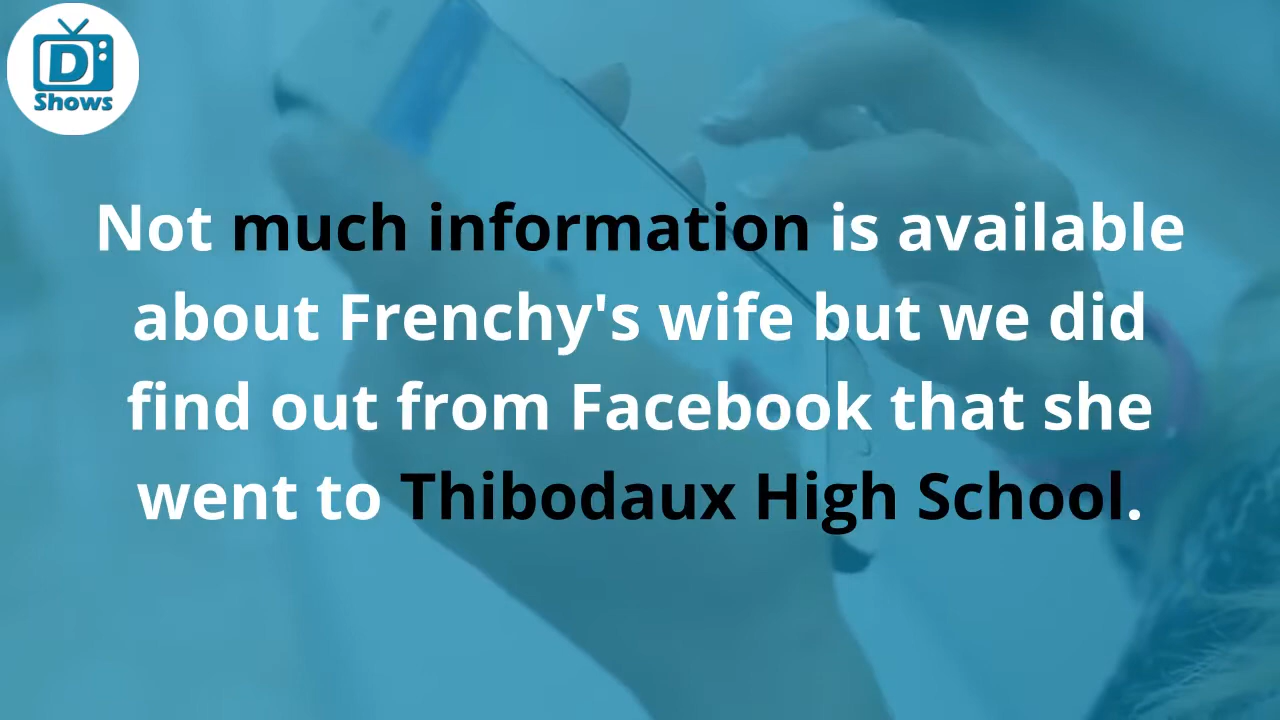 D
Shows
Not much information is available
about Frenchy's wife but we did
find out from Facebook that she
went to Thibodaux High School.